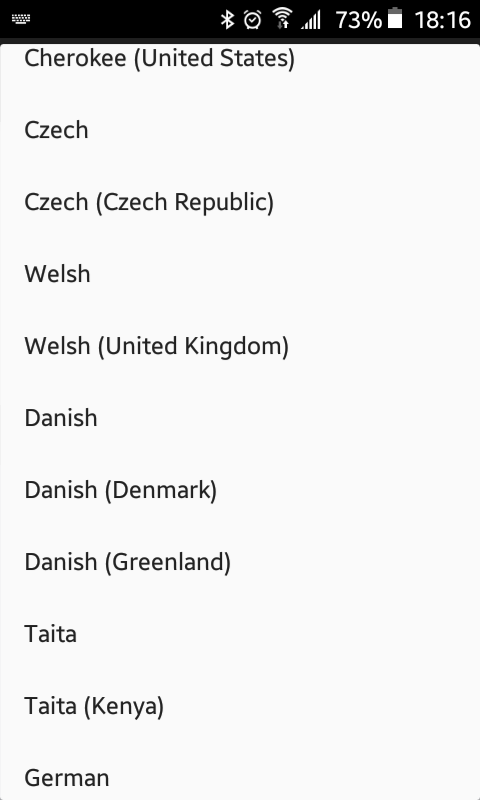 73% 18:16
Cherokee (United States)
Czech
Czech (Czech Republic)
Welsh
Welsh (United Kingdom)
Danish
Danish (Denmark)
Danish (Greenland)
Taita
Taita (Kenya)
German